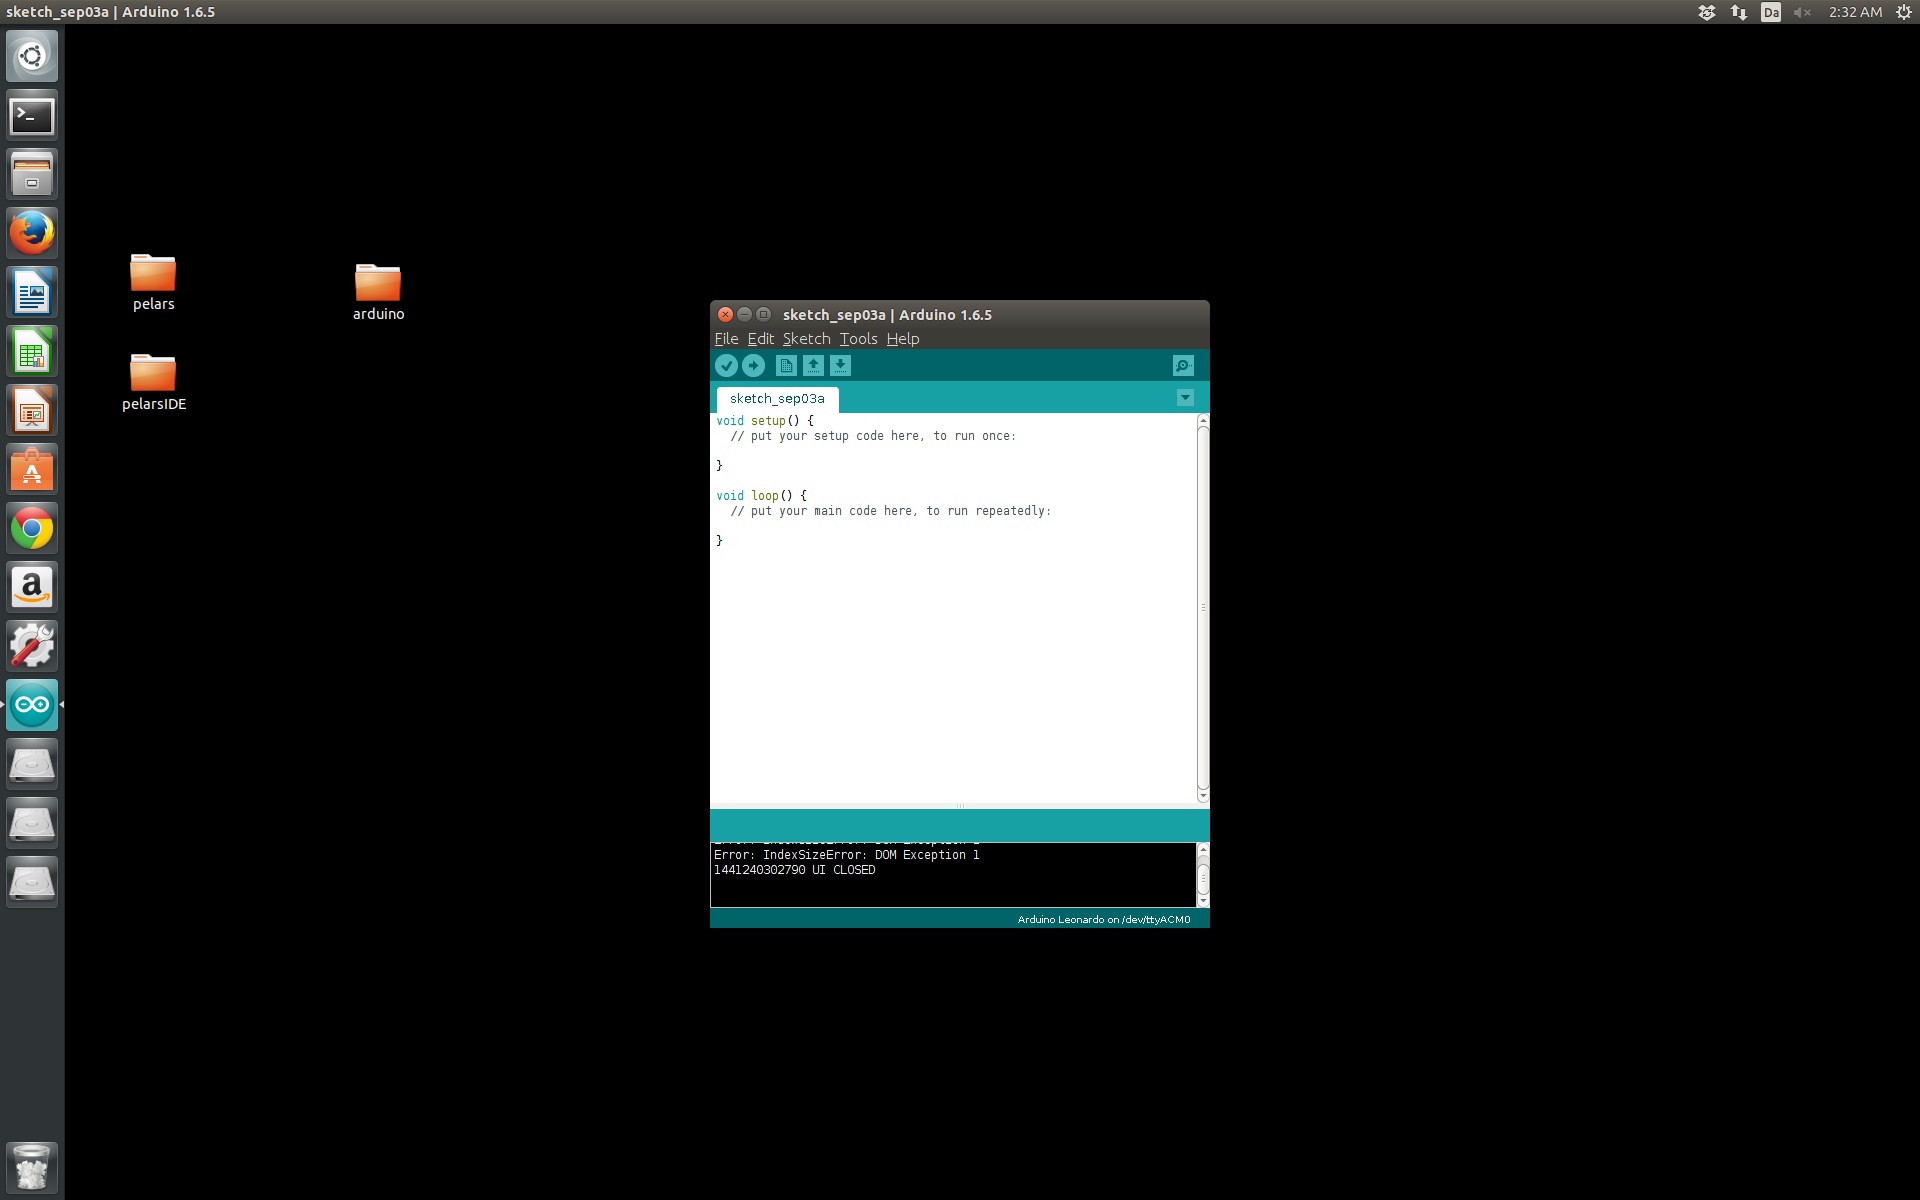 sketch_sep03a | Arduino 1.6.5
Da
2:32 AM
pelars
arduino
pelarsIDE
sketch_sep03a | Arduino 1.6.5
File Edit Sketch Tools Help
sketch_sep03a
void setup() {
// put your setup code here, to run once:
}
void loop() {
// put your main code here, to run repeatedly:
}
Error: IndexSizeError: DOM Exception 1
1441240302790 UI CLOSED
Arduino Leonardo on /dev/ttyACM0